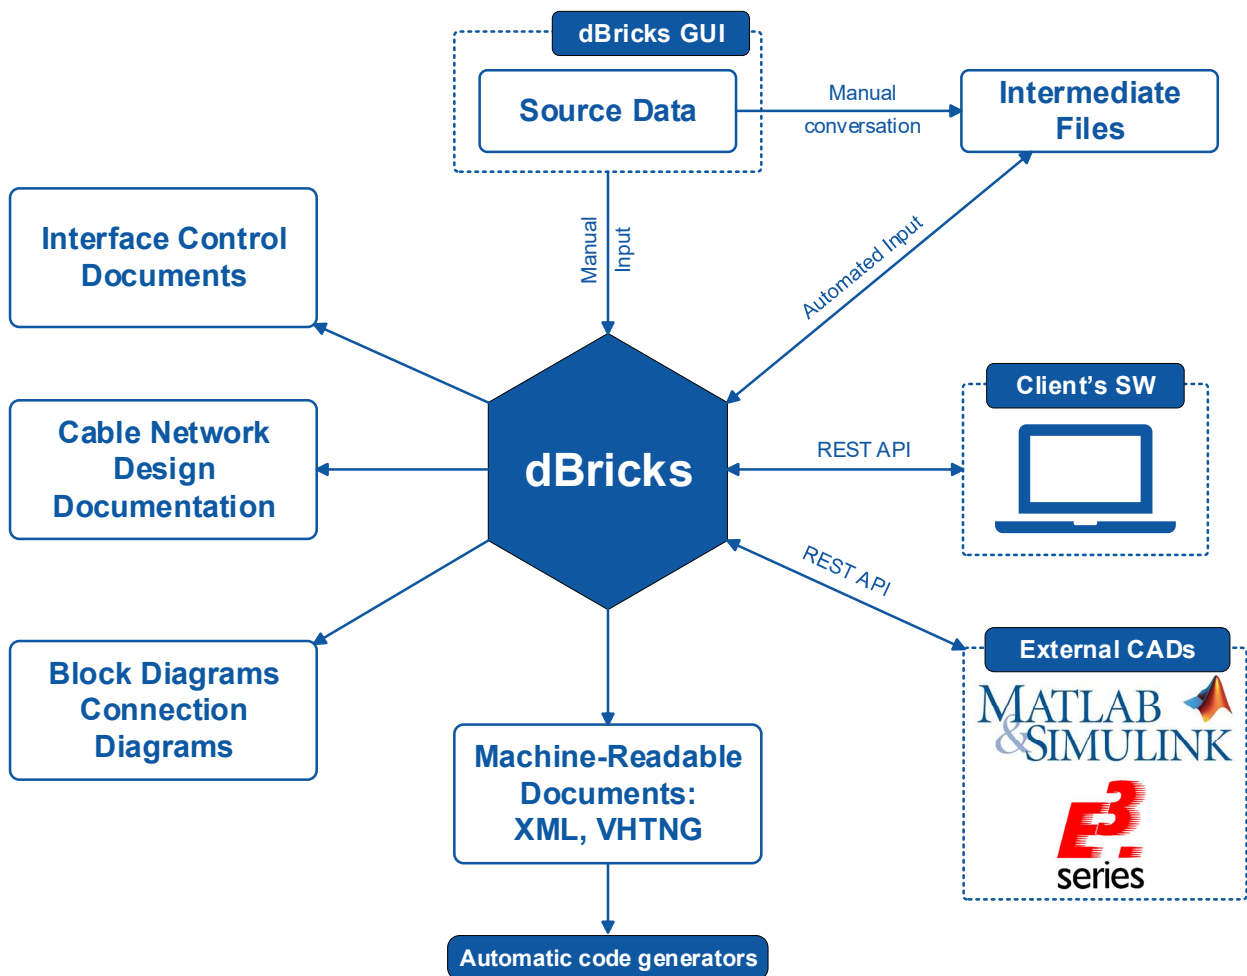 dBricks GUI
Source Data
Manual
conversation
Intermediate
Files
Manual
Input
Automated Input
Interface Control
Documents
Cable Network
Design
Documentation
dBricks
REST API
Client's SW
REST API
External CADs
MATLAB
&SIMULINK
E3.
series
Block Diagrams
Connection
Diagrams
Machine-Readable
Documents:
XML, VHTNG
Automatic code generators